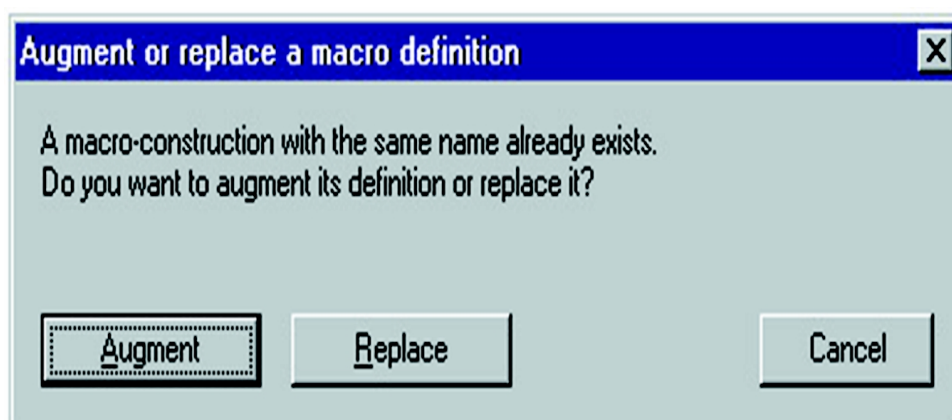 Augment or replace a macro definition
A macro-construction with the same name already exists.
Do you want to augment its definition or replace it?
Augment Replace Cancel